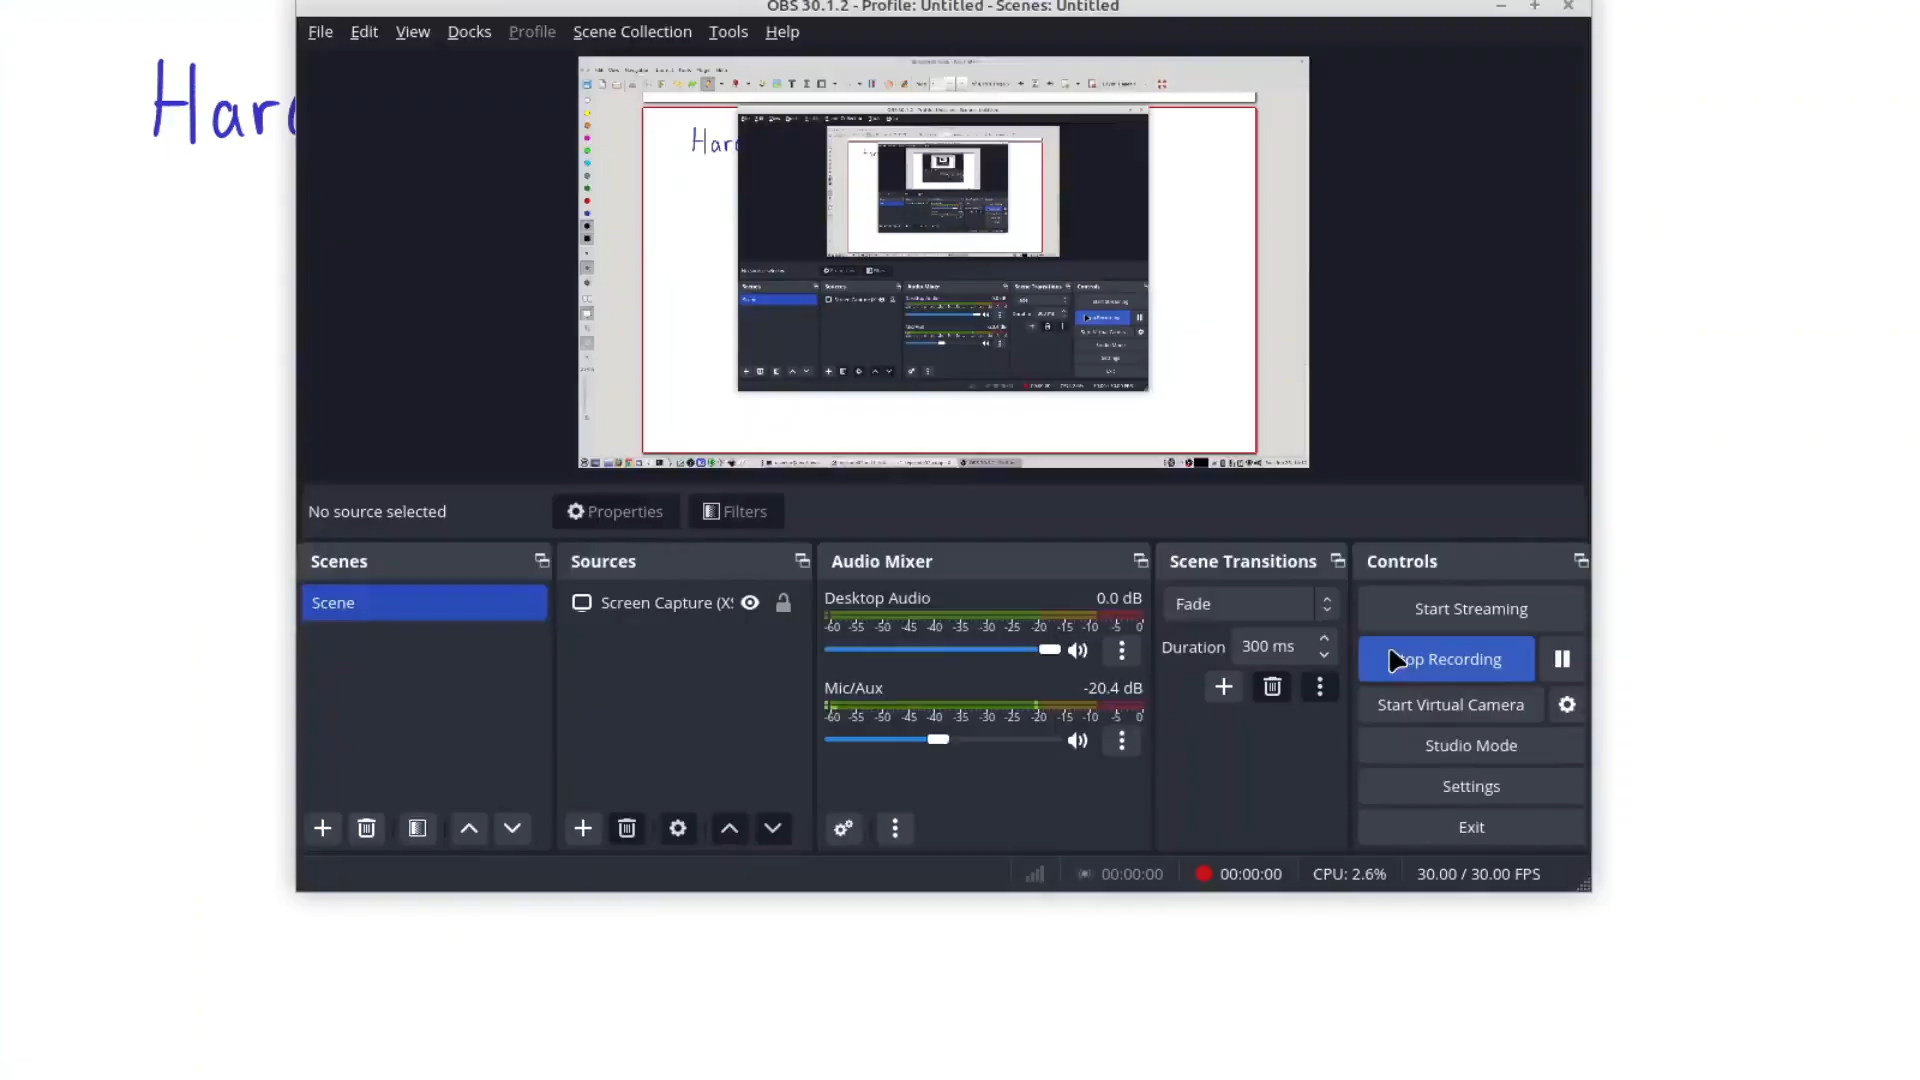 OBS 30.1.2 - Profile: Untitled - Scenes: Untitled
File Edit View Docks Profile Scene Collection Tools Help
Har
No source selected Properties Filters
Scenes Sources Audio Mixer Scene Transitions Controls
Scene
Screen Capture (X
Desktop Audio 0.0 dB
-60 -55 -50 -45 -40 -35 -30 -25 -20 -15 -10 -5 0
Mic/Aux -20.4 dB
-60 -55 -50 -45 -40 -35 -30 -25 -20 -15 -10 -5 0
Fade
Duration 300 ms
Start Streaming
op Recording
Start Virtual Camera
Studio Mode
Settings
Exit
00:00:00 00:00:00 CPU: 2.6% 30.00 / 30.00 FPS